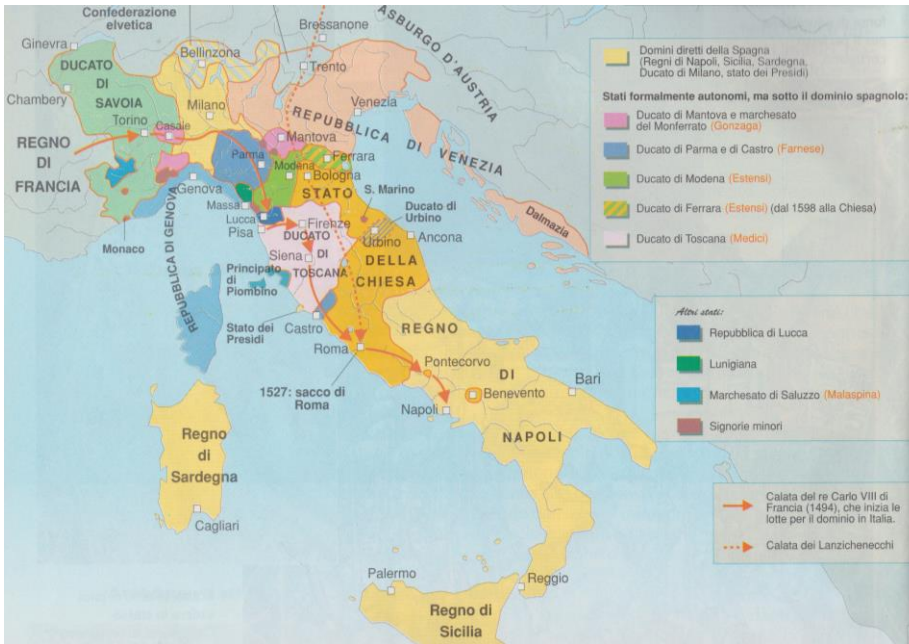 Confederazione
elvetica
Bressanone
ASBURGO D'AUSTRIA
Ginevra
Bellinzona
Trento
DUCATO
DI
SAVOIA
Chambery
Milano
Venezia
REPUBBLICA DI VENEZIA
Torino
Casale
Mantova
REGNO
DI
FRANCIA
Parma
Ferrara
Modena
Bologna
Genova
STATO
S. Marino
Massa
Lucca
Ducato di
Urbino
Dalmazia
Monaco
Pisa
Firenze
DUCATO
DI
TOSCANA
Urbino
Ancona
REPUBBLICA DI GENOVA
Siena
DELLA
CHIESA
Principato
di
Piombino
Stato dei
Presidi
Castro
REGNO
DI
NAPOLI
Roma
Pontecorvo
1527: sacco di
Roma
Benevento
Bari
Napoli
Regno
di
Sardegna
Cagliari
Palermo
Reggio
Regno di
Sicilia
Domini diretti della Spagna
(Regni di Napoli, Sicilia, Sardegna,
Ducato di Milano, stato dei Presidi)
Stati formalmente autonomi, ma sotto il dominio spagnolo:
Ducato di Mantova e marchesato
del Monferrato (Gonzaga)
Ducato di Parma e di Castro (Farnese)
Ducato di Modena (Estensi)
Ducato di Ferrara (Estensi) (dal 1598 alla Chiesa)
Ducato di Toscana (Medici)
Altri stati:
Repubblica di Lucca
Lunigiana
Marchesato di Saluzzo (Malaspina)
Signorie minori
Calata del re Carlo VIII di
Francia (1494), che inizia le
lotte per il dominio in Italia.
Calata dei Lanzichenecchi